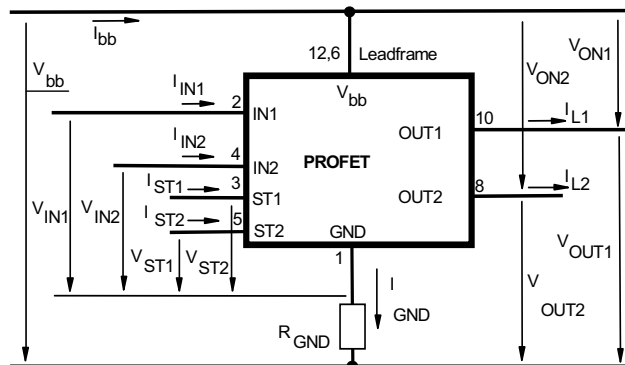 I bb
V bb
12,6 Leadframe
V ON1
V ON2
I IN1
2 IN1
V bb
10 I L1
OUT1
I IN2
4 IN2
PROFET
I ST1
3 ST1
OUT2
8 I L2
V IN1
V IN2
I ST2
5 ST2
GND
V ST1
V ST2
1
V OUT1
I GND
V OUT2
R GND